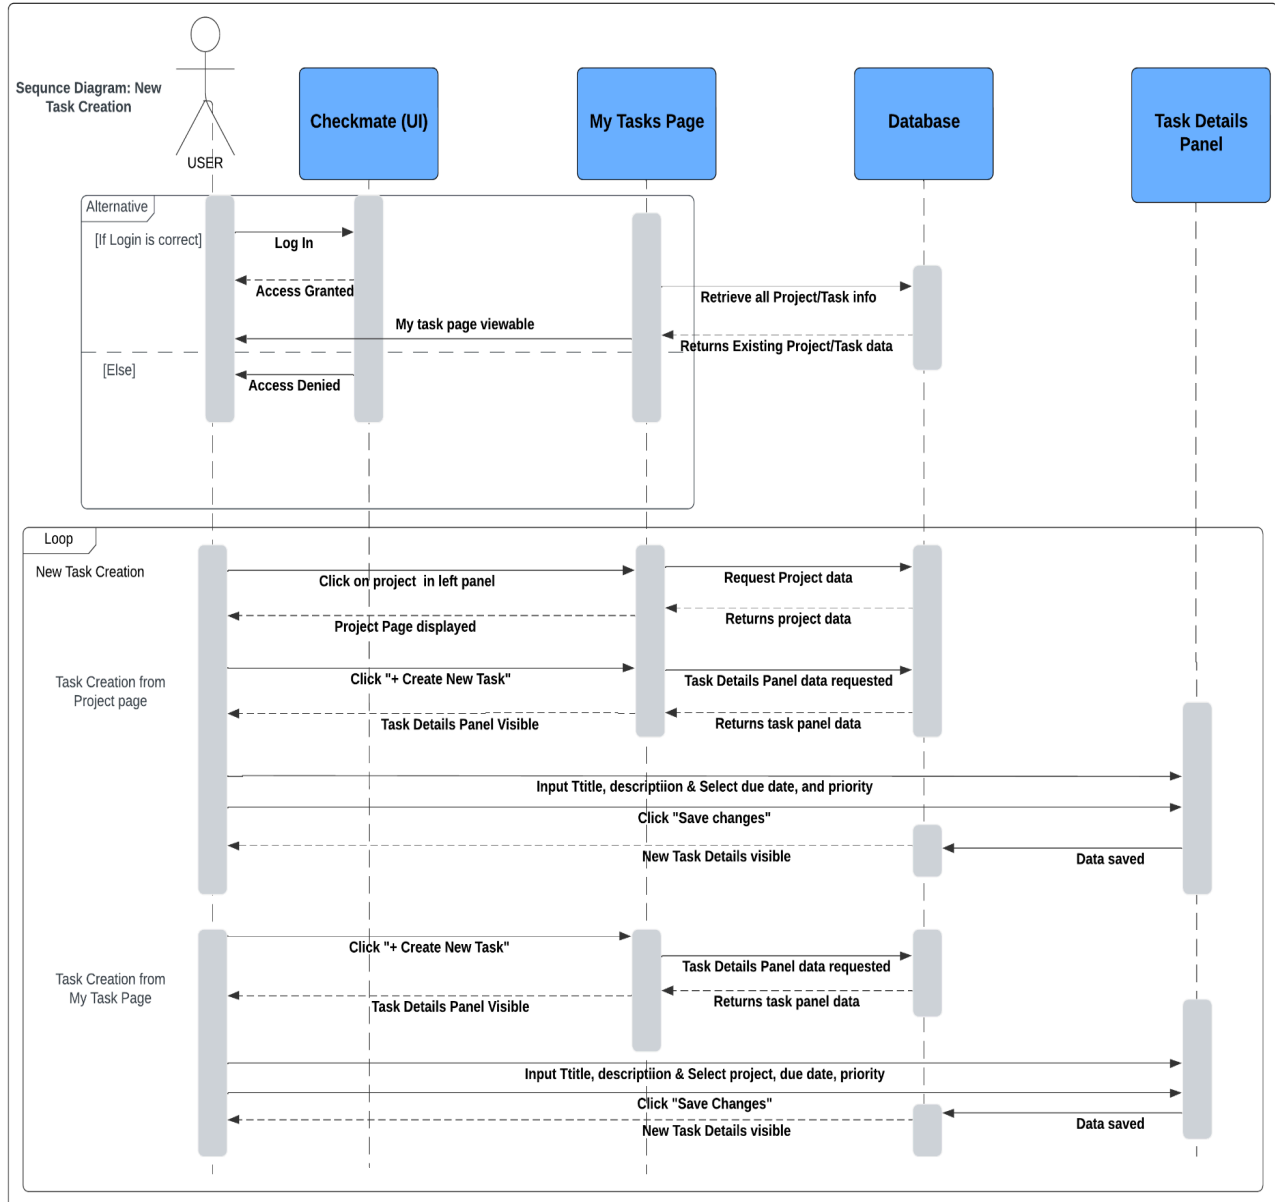 Sequnce Diagram: New
Task Creation
USER
Checkmate (UI)
My Tasks Page
Database
Task Details
Panel
Alternative
[If Login is correct]
Log In
Access Granted
Retrieve all Project/Task info
My task page viewable
Returns Existing Project/Task data
[Else]
Access Denied
Loop
New Task Creation
Click on project in left panel
Request Project data
Returns project data
Project Page displayed
Task Creation from
Project page
Click "+ Create New Task"
Task Details Panel data requested
Returns task panel data
Task Details Panel Visible
Input Ttitle, descriptiion & Select due date, and priority
Click "Save changes"
New Task Details visible
Data saved
Click "+ Create New Task"
Task Details Panel data requested
Task Creation from
My Task Page
Returns task panel data
Task Details Panel Visible
Input Ttitle, descriptiion & Select project, due date, priority
Click "Save Changes"
Data saved
New Task Details visible